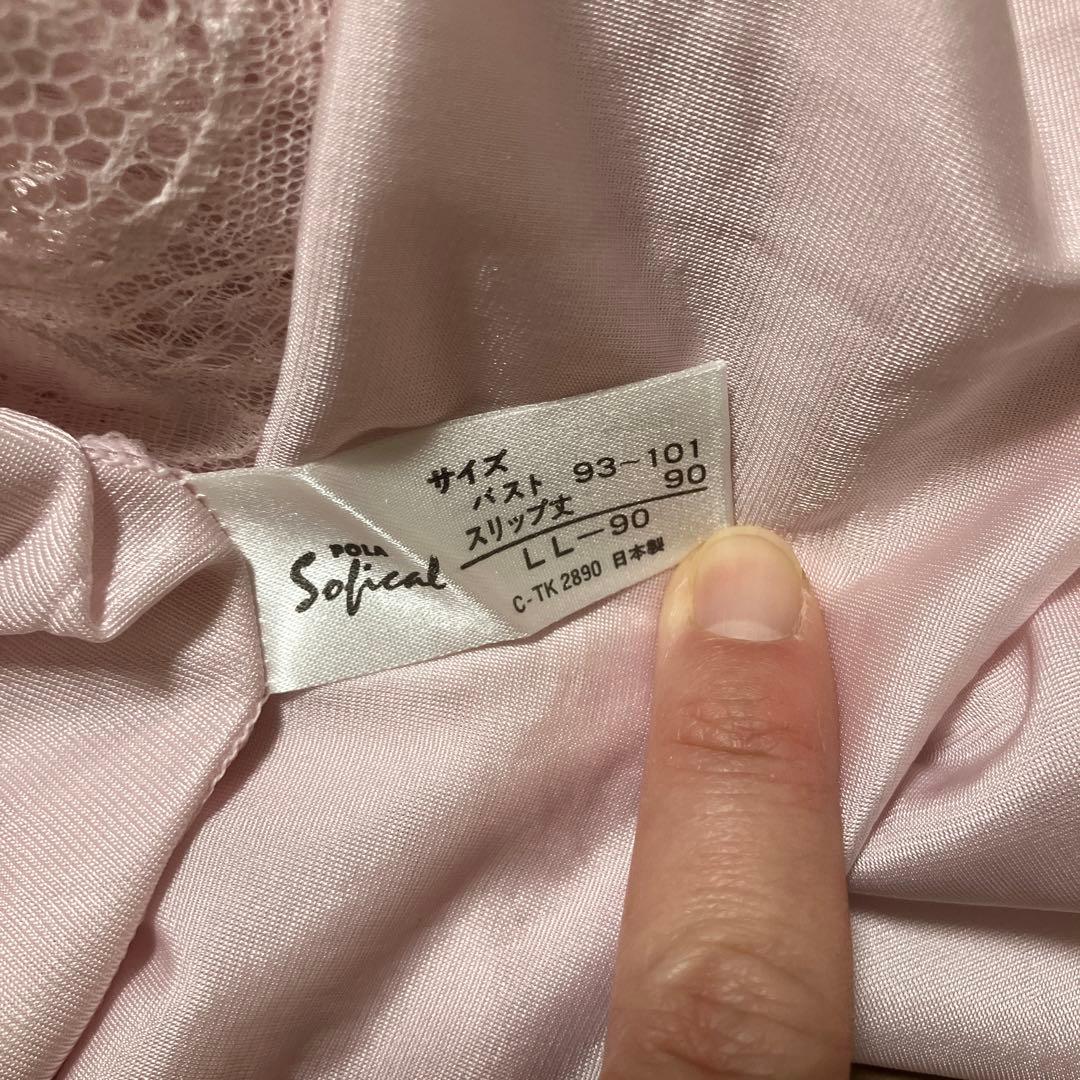 POLA
Sofical
サイズ
バスト 93-101
スリップ丈 90
LL-90
C-TK 2890 日本製